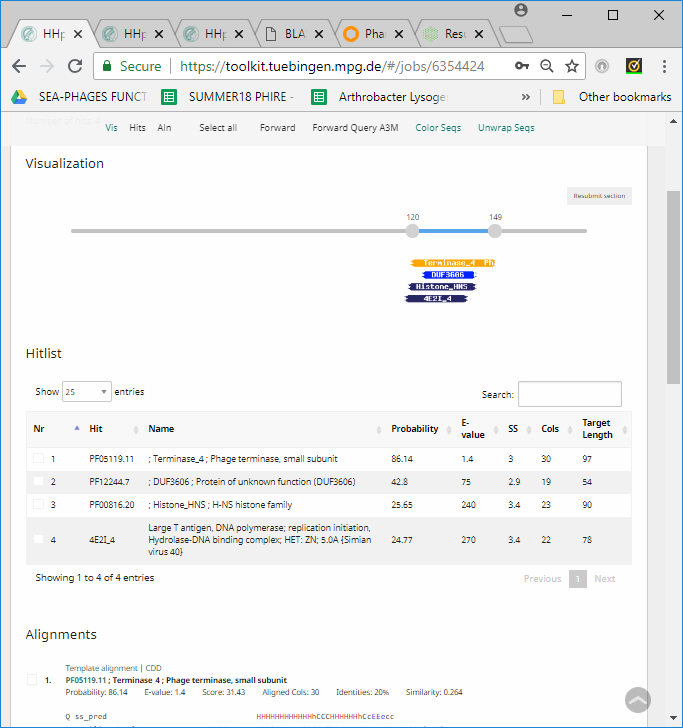 HHp
HHp
HHp
BLA
Pha
Resu
Secure
https://toolkit.tuebingen.mpg.de/#/jobs/6354424
SEA-PHAGES FUNCT
SUMMER18 PHIRE -
Arthrobacter Lysoge
»
Other bookmarks
Vis Hits Aln Select all Forward Forward Query A3M Color Seqs Unwrap Seqs
Visualization
Resubmit section
120 149
Terminase_4 Ph
DUF3606
Histone_HNS
4E2I_4
Hitlist
Show 25 entries
Search:
Nr Hit Name Probability E-value SS Cols Target Length
1 PF05119.11 ; Terminase_4 ; Phage terminase, small subunit 86.14 1.4 3 30 97
2 PF12244.7 ; DUF3606 ; Protein of unknown function (DUF3606) 42.8 75 2.9 19 54
3 PF00816.20 ; Histone_HNS ; H-NS histone family 25.65 240 3.4 23 90
4 4E2I_4 Large T antigen, DNA polymerase; replication initiation, 24.77 270 3.4 22 78
Hydrolase-DNA binding complex; HET: ZN; 5.0A {Simian
virus 40}
Showing 1 to 4 of 4 entries
Previous 1 Next
Alignments
Template alignment | CDD
1. PF05119.11 ; Terminase_4 ; Phage terminase, small subunit
Probability: 86.14 E-value: 1.4 Score: 31.43 Aligned Cols: 30 Identities: 20% Similarity: 0.264
Q ss_pred HHHHHHHHHHHHCCCHHHHHHhCcEEecc